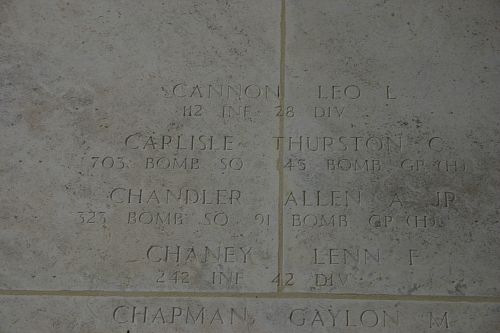 CANNON LEO L
112 INF 28 DIV
CARLISLE THURSTON C
703 BOMB SQ 445 BOMB GP (H)
CHANDLER ALLEN A JR
323 BOMB SQ 91 BOMB GP (H)
CHANEY LENN F
242 INF 42 DIV
CHAPMAN GAYLON M